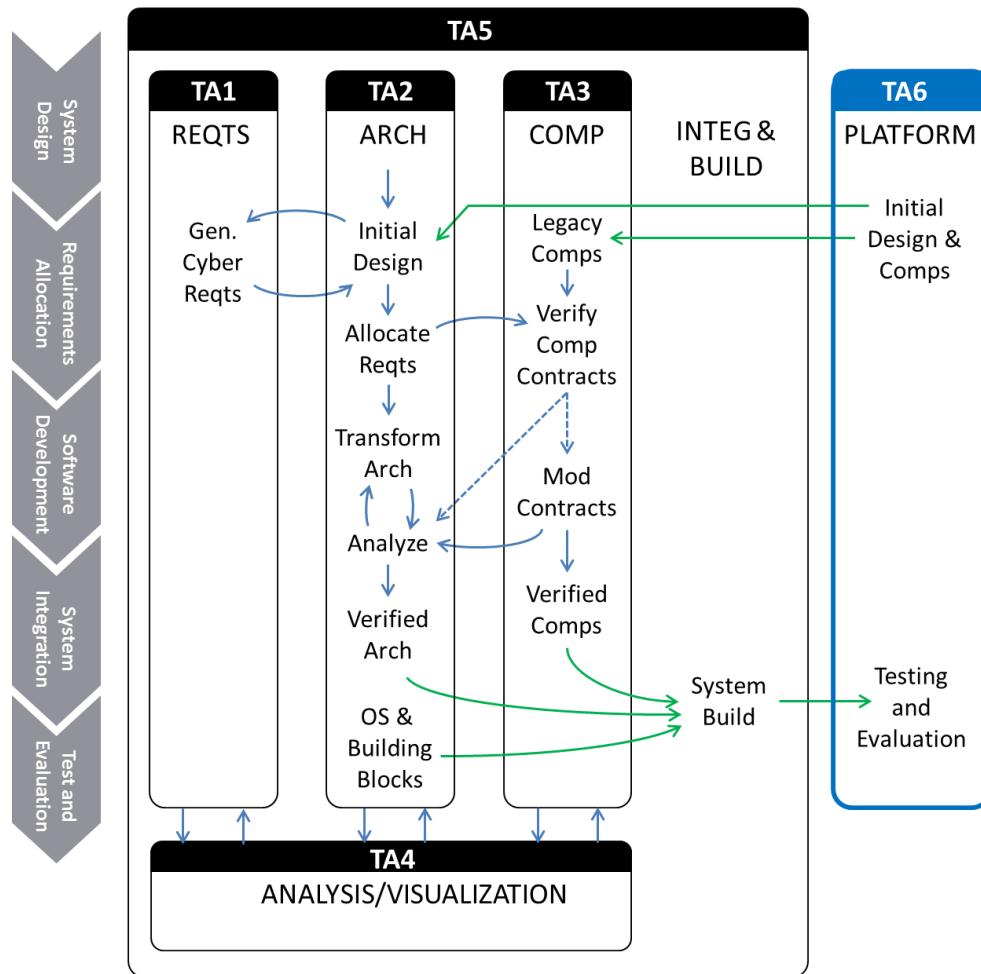 TA5
TA1
TA2
TA3
TA6
REQTS
ARCH
COMP
INTEG &
BUILD
PLATFORM
System
Design
Requirements
Allocation
Software
Development
System
Integration
Test and
Evaluation
Gen.
Cyber
Reqts
Initial
Design
Allocate
Reqts
Transform
Arch
Analyze
Verified
Arch
OS &
Building
Blocks
Legacy
Comps
Verify
Comp
Contracts
Mod
Contracts
Verified
Comps
System
Build
Initial
Design &
Comps
Testing
and
Evaluation
TA4
ANALYSIS/VISUALIZATION